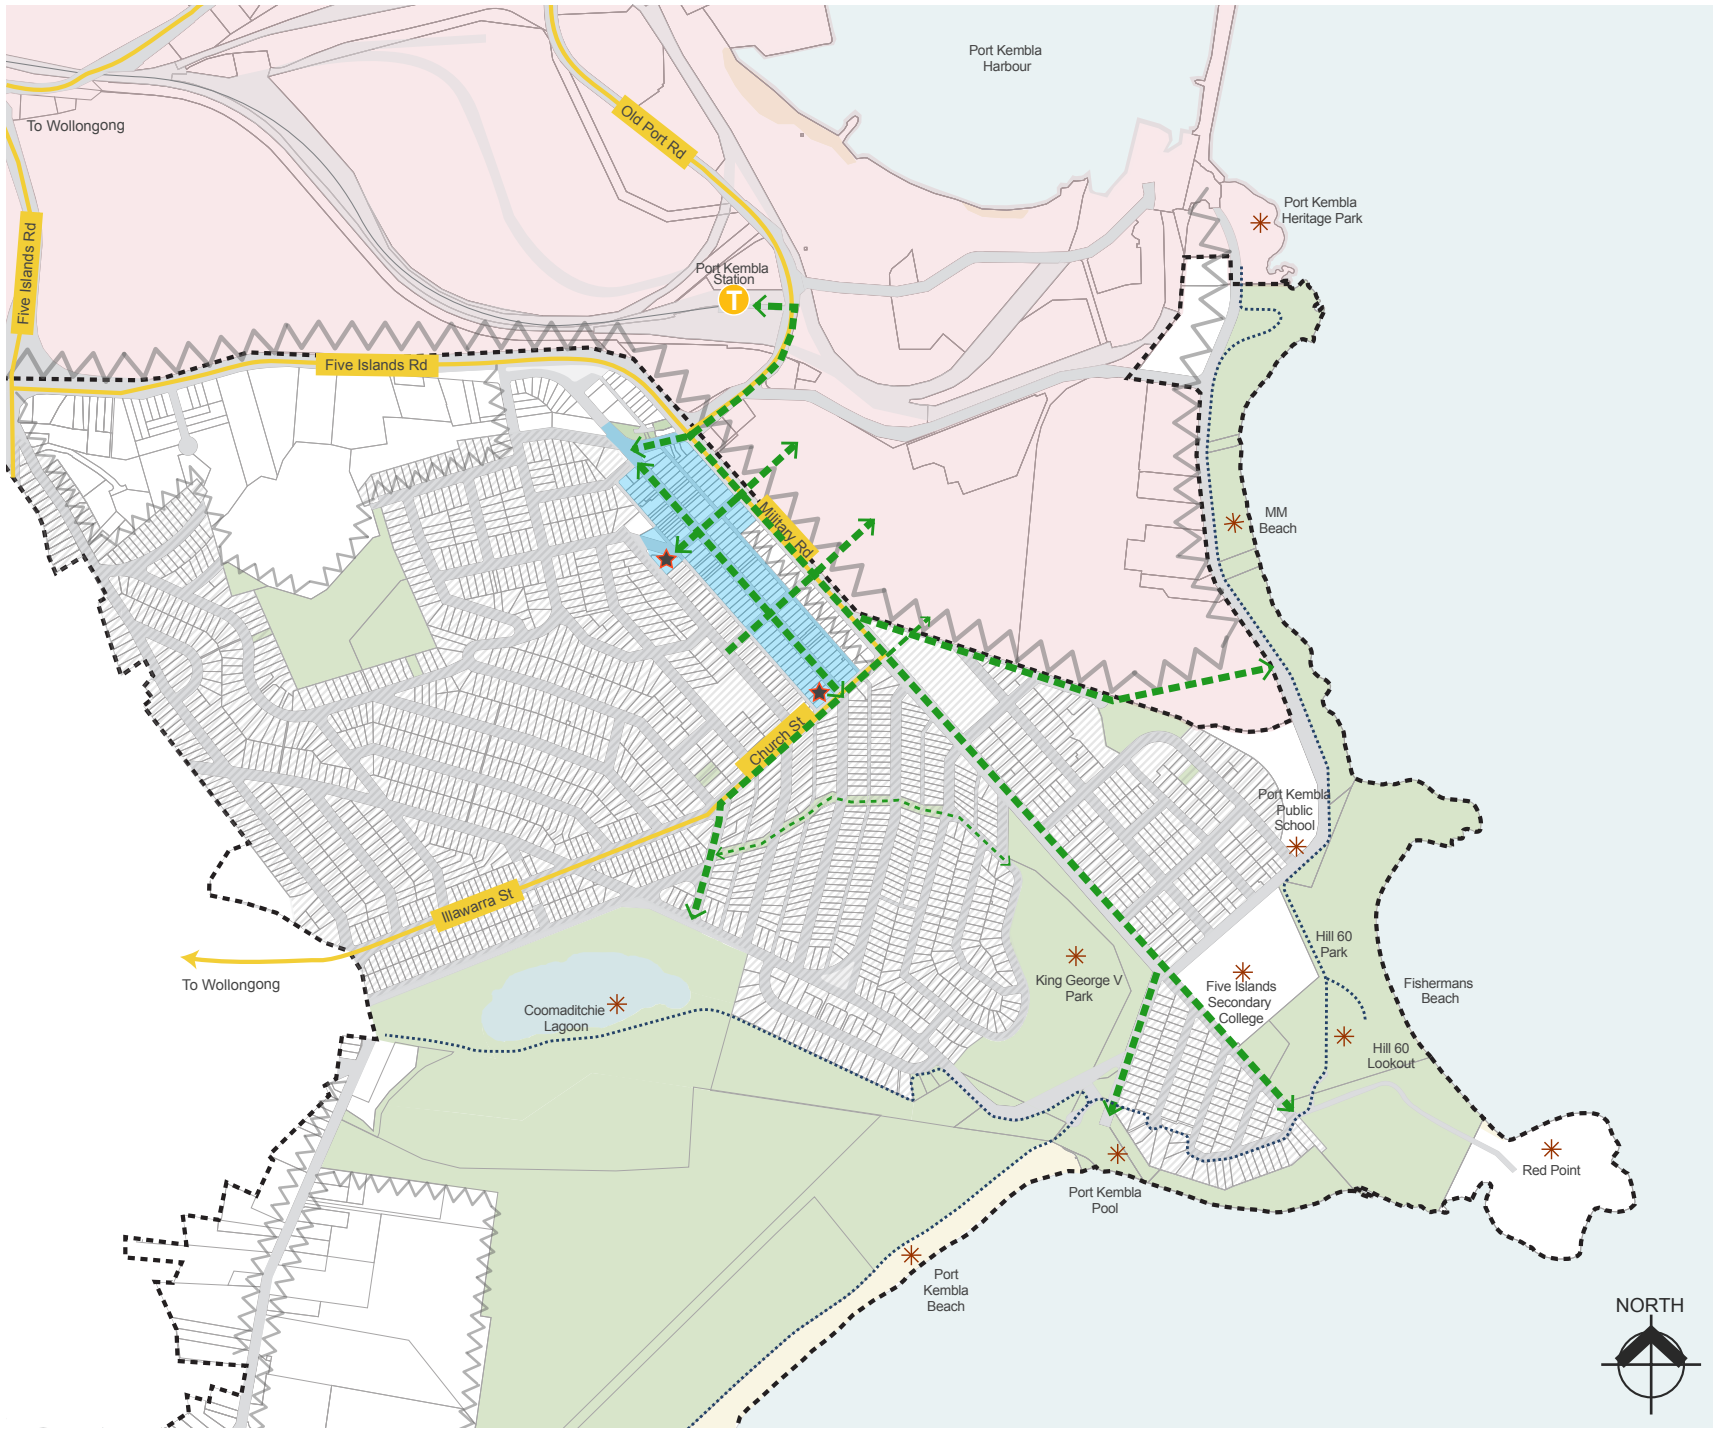 Port Kembla
Harbour
To Wollongong
Old Port Rd
Five Islands Rd
Port Kembla
Heritage Park
Port Kembla
Station
T
Five Islands Rd
Military Rd
MM
Beach
Church St
Port Kembla
Public
School
Illawarra St
Hill 60
Park
To Wollongong
King George V
Park
Five Islands
Secondary
College
Fishermans
Beach
Coomaditchie
Lagoon
Hill 60
Lookout
Red Point
Port Kembla
Pool
Port
Kembla
Beach
NORTH